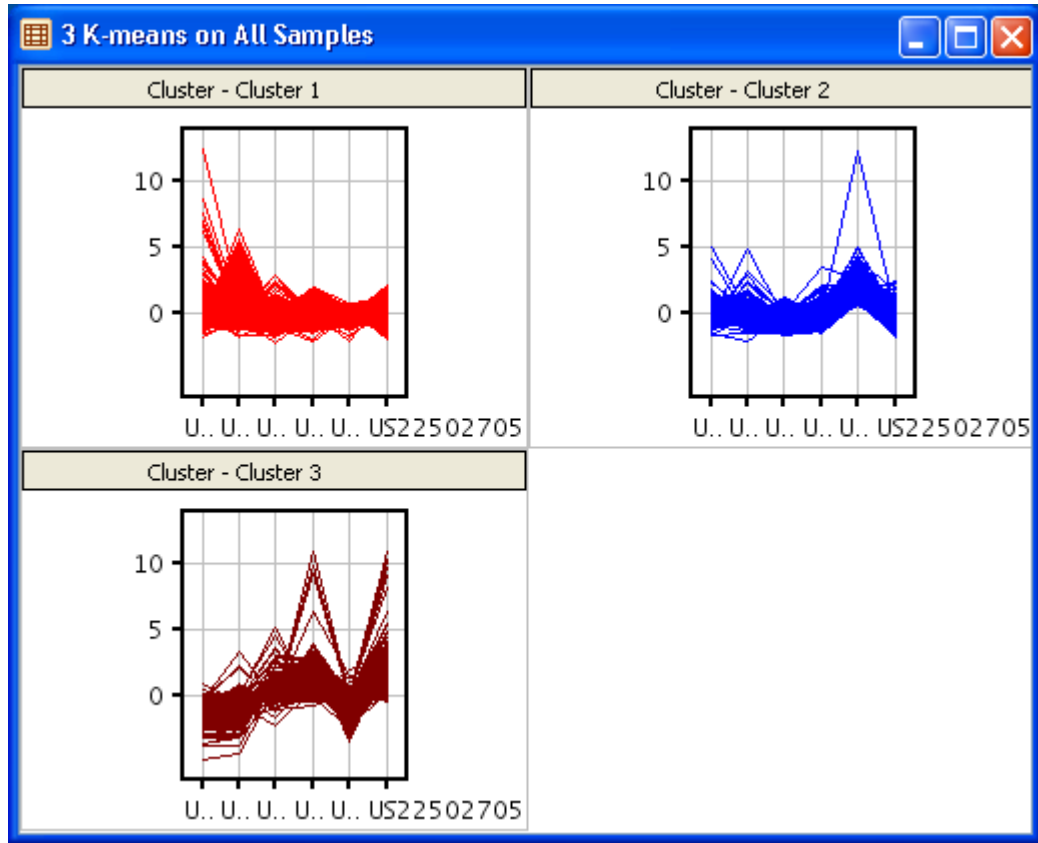 3 K-means on All Samples
Cluster - Cluster 1
10
5
0
U.. U.. U.. U.. U.. US22502705
Cluster - Cluster 2
10
5
0
U.. U.. U.. U.. U.. US22502705
Cluster - Cluster 3
10
5
0
U.. U.. U.. U.. U.. US22502705